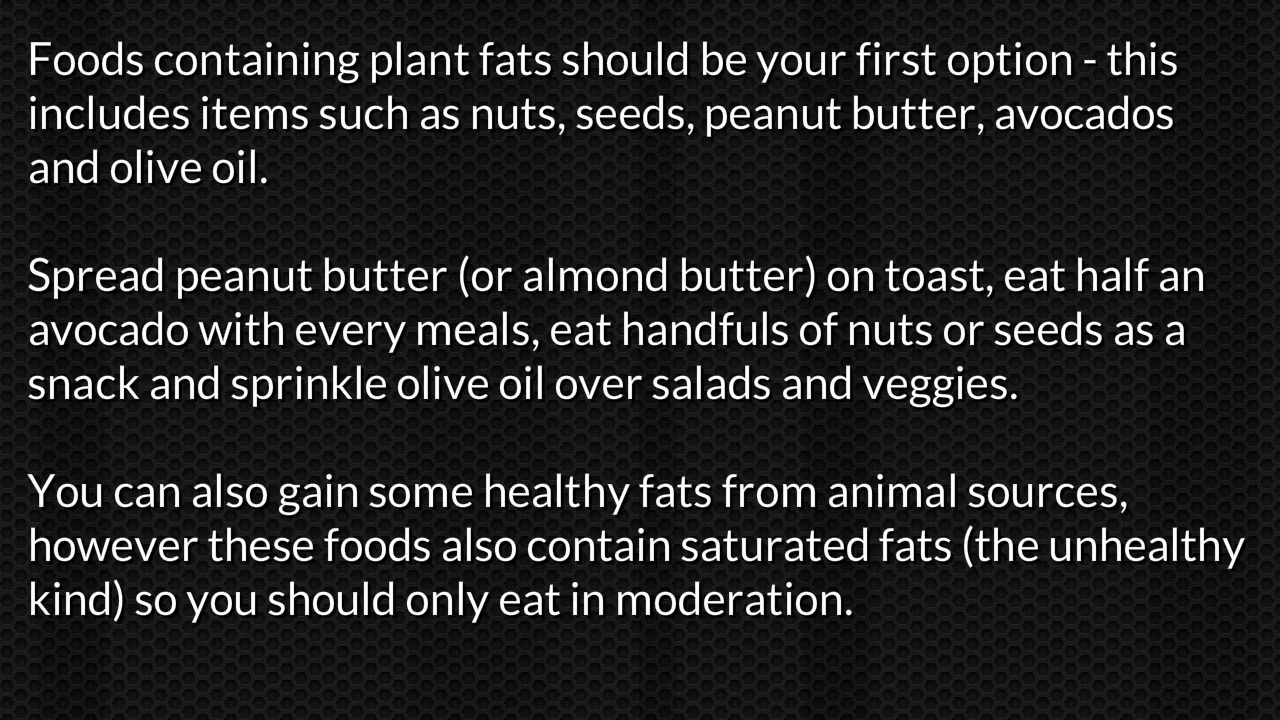 Foods containing plant fats should be your first option - this
includes items such as nuts, seeds, peanut butter, avocados
and olive oil.
Spread peanut butter (or almond butter) on toast, eat half an
avocado with every meals, eat handfuls of nuts or seeds as a
snack and sprinkle olive oil over salads and veggies.
You can also gain some healthy fats from animal sources,
however these foods also contain saturated fats (the unhealthy
kind) so you should only eat in moderation.